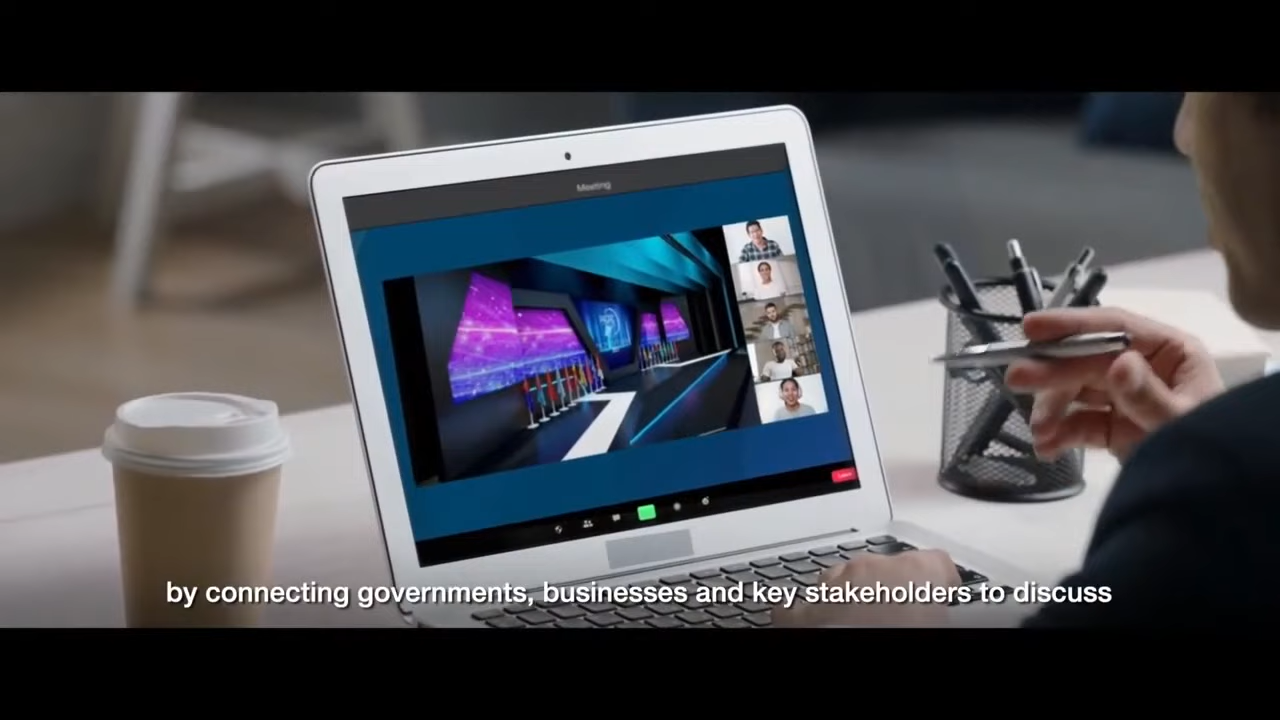 Meeting
by connecting governments, businesses and key stakeholders to discuss